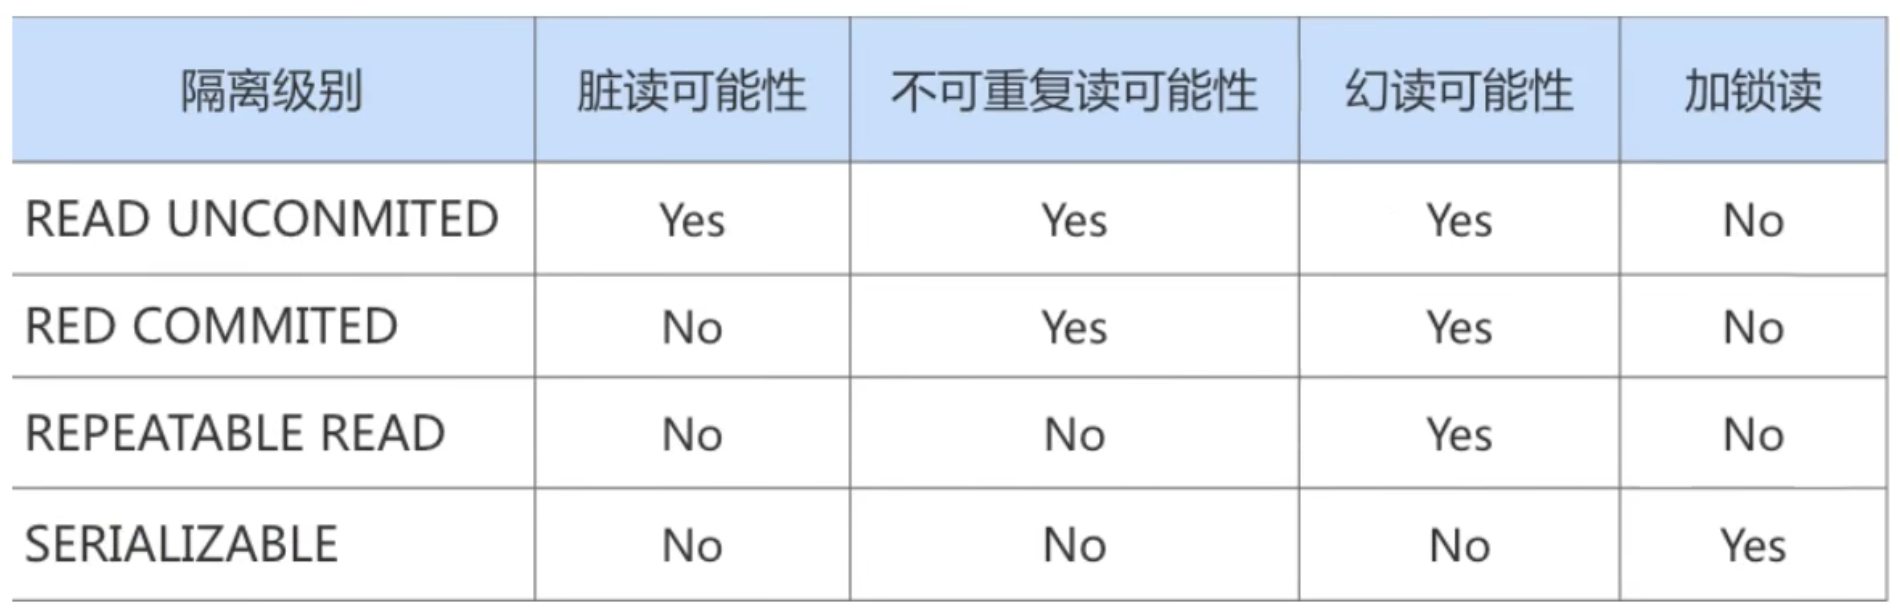 隔离级别 脏读可能性 不可重复读可能性 幻读可能性 加锁读
READ UNCONMITED Yes Yes Yes No
RED COMMITED No Yes Yes No
REPEATABLE READ No No Yes No
SERIALIZABLE No No No Yes